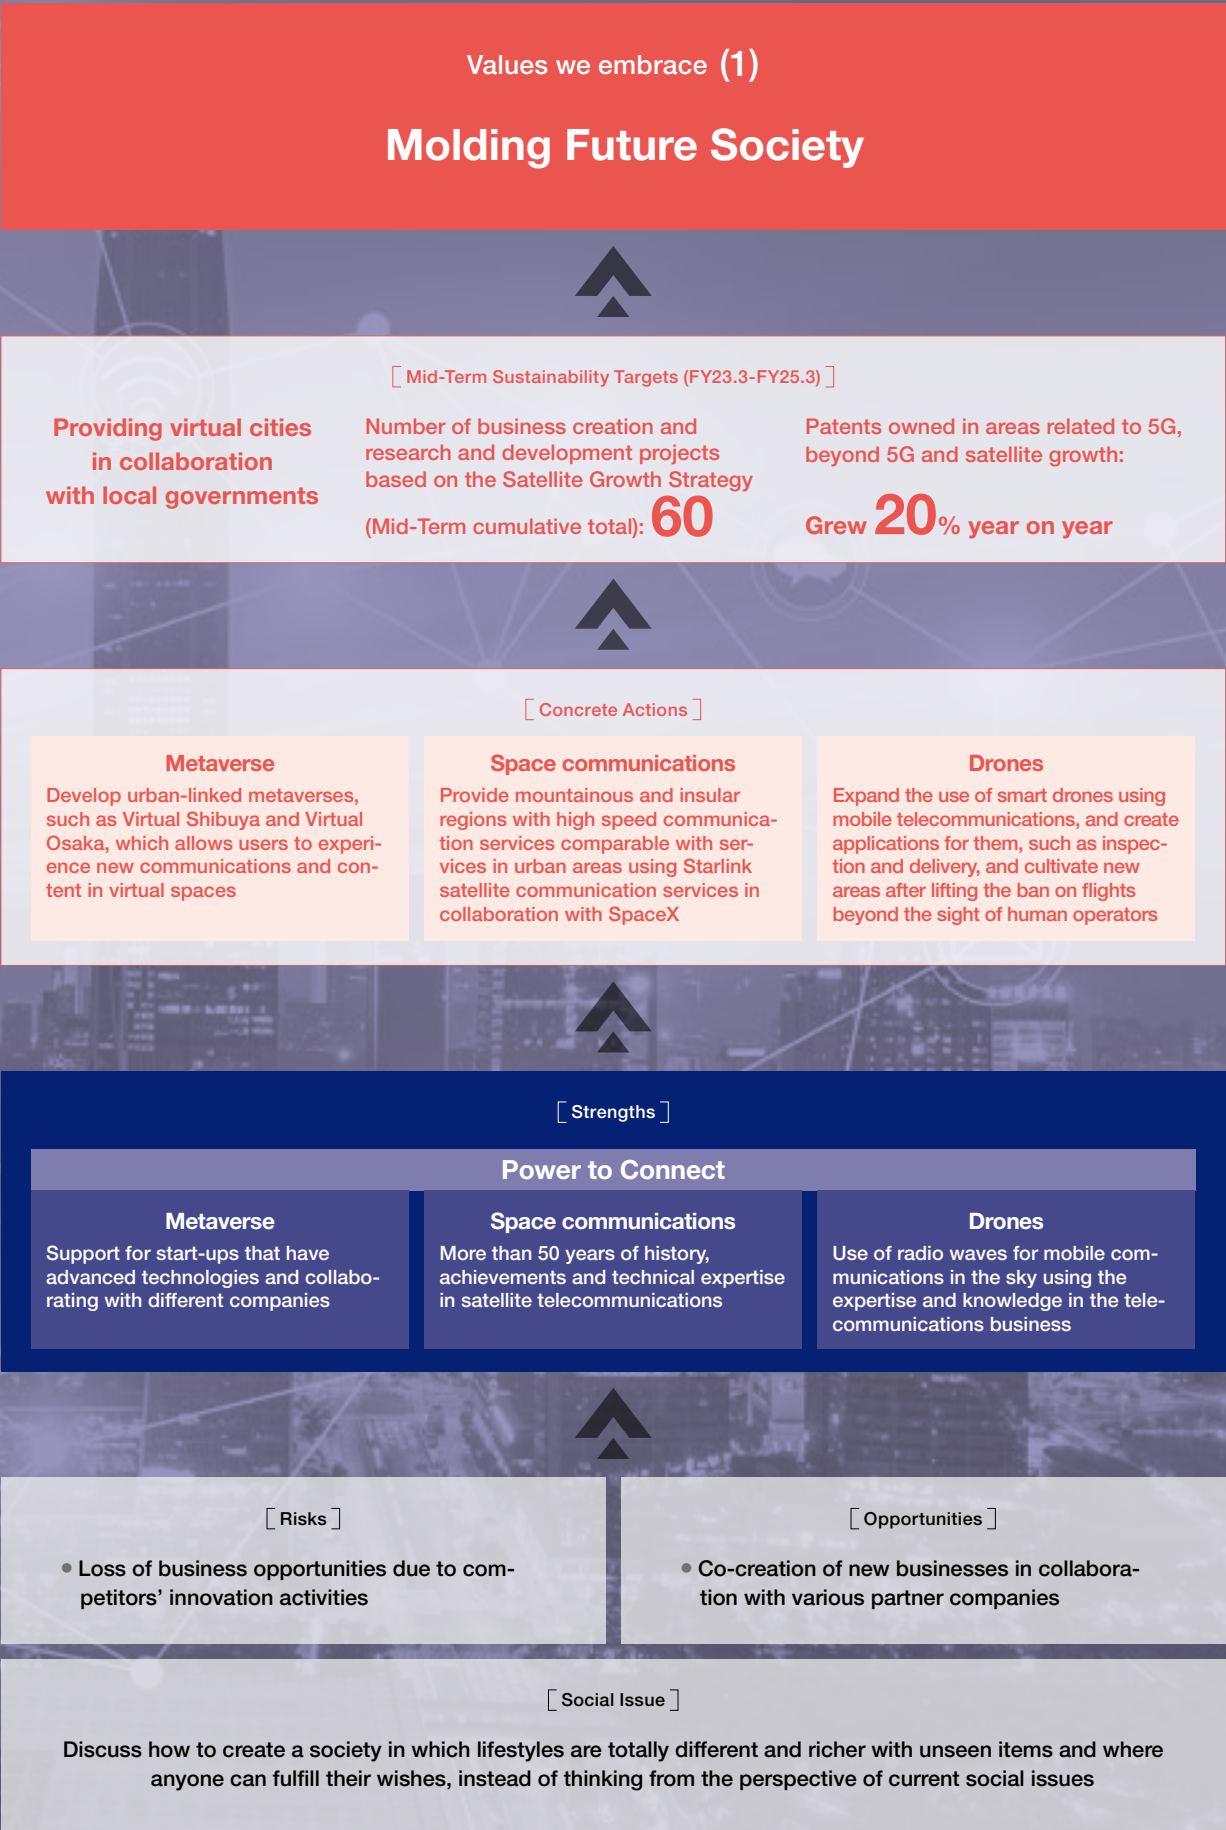 Values we embrace (1)
Molding Future Society
[Mid-Term Sustainability Targets (FY23.3-FY25.3)]
Providing virtual cities
in collaboration
with local governments
Number of business creation and
research and development projects
based on the Satellite Growth Strategy
(Mid-Term cumulative total): 60
Patents owned in areas related to 5G,
beyond 5G and satellite growth:
Grew 20% year on year
[Concrete Actions]
Metaverse
Develop urban-linked metaverses,
such as Virtual Shibuya and Virtual
Osaka, which allows users to experi-
ence new communications and con-
tent in virtual spaces
Space communications
Provide mountainous and insular
regions with high speed communica-
tion services comparable with ser-
vices in urban areas using Starlink
satellite communication services in
collaboration with SpaceX
Drones
Expand the use of smart drones using
mobile telecommunications, and create
applications for them, such as inspec-
tion and delivery, and cultivate new
areas after lifting the ban on flights
beyond the sight of human operators
[Strengths]
Power to Connect
Metaverse
Support for start-ups that have
advanced technologies and collabo-
rating with different companies
Space communications
More than 50 years of history,
achievements and technical expertise
in satellite telecommunications
Drones
Use of radio waves for mobile com-
munications in the sky using the
expertise and knowledge in the tele-
communications business
[Risks]
● Loss of business opportunities due to com-
petitors’ innovation activities
[Opportunities]
● Co-creation of new businesses in collabora-
tion with various partner companies
[Social Issue]
Discuss how to create a society in which lifestyles are totally different and richer with unseen items and where
anyone can fulfill their wishes, instead of thinking from the perspective of current social issues